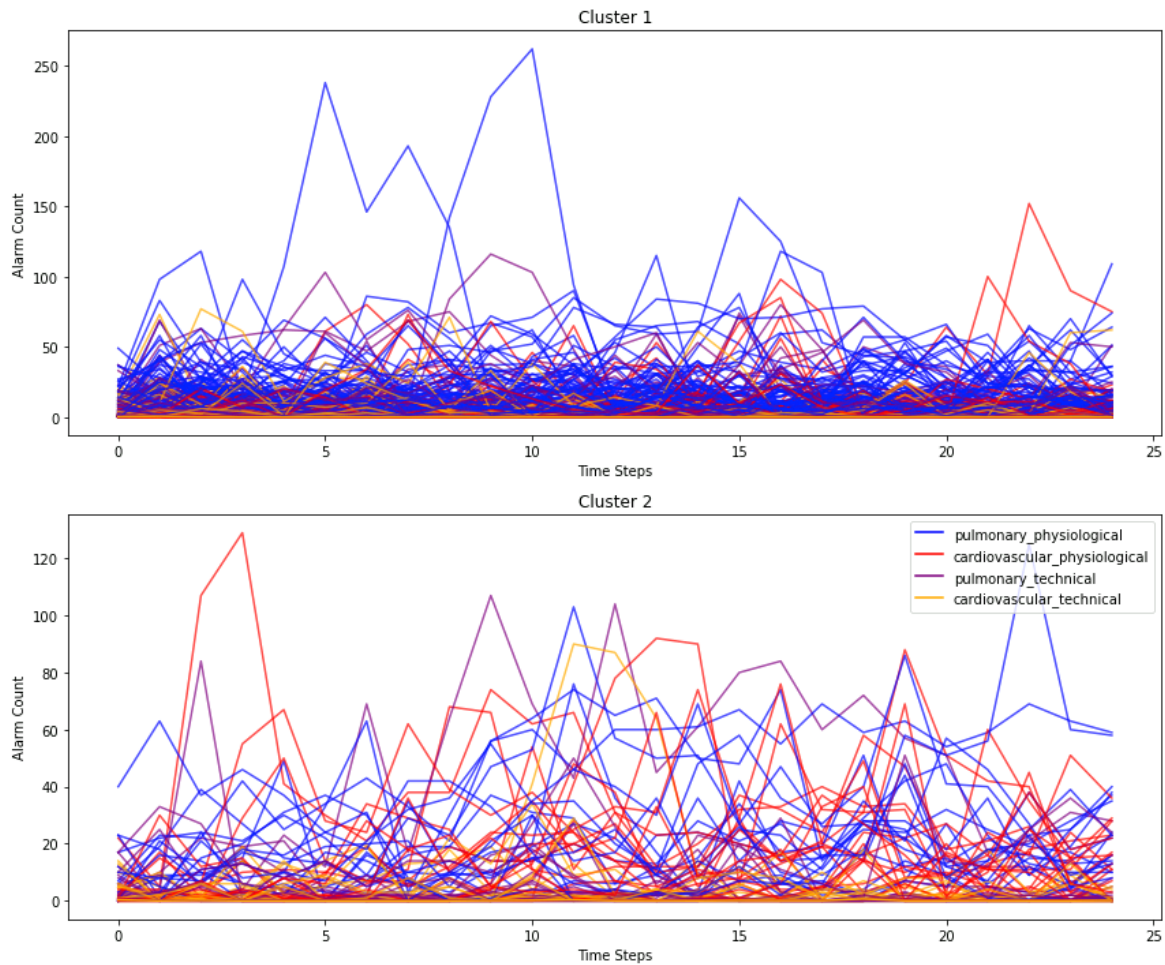 Cluster 1
250
200
150
100
50
0
Alarm Count
0 5 10 15 20 25
Time Steps
Cluster 2
120
100
80
60
40
20
0
Alarm Count
pulmonary_physiological
cardiovascular_physiological
pulmonary_technical
cardiovascular_technical
0 5 10 15 20 25
Time Steps